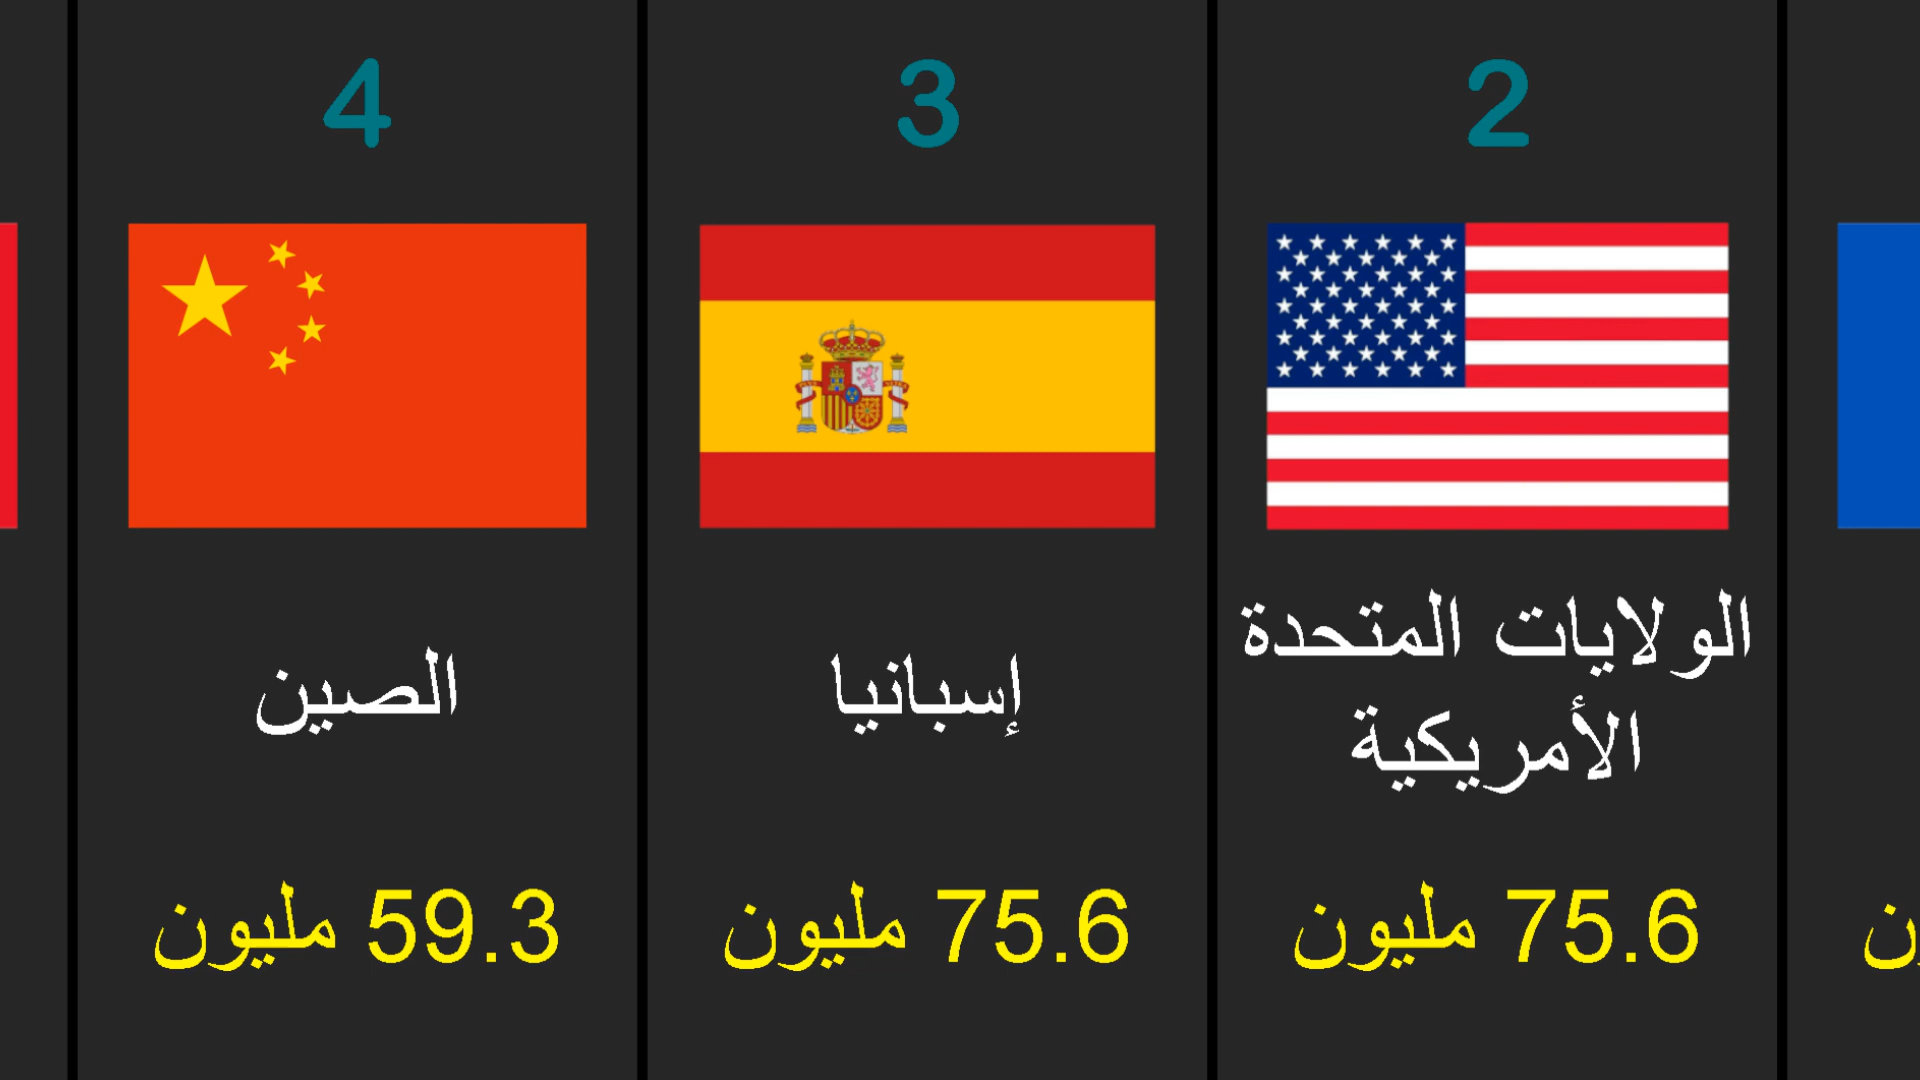 4
الصين
59.3 مليون
3
إسبانيا
75.6 مليون
2
الولايات المتحدة
الأمريكية
75.6 مليون